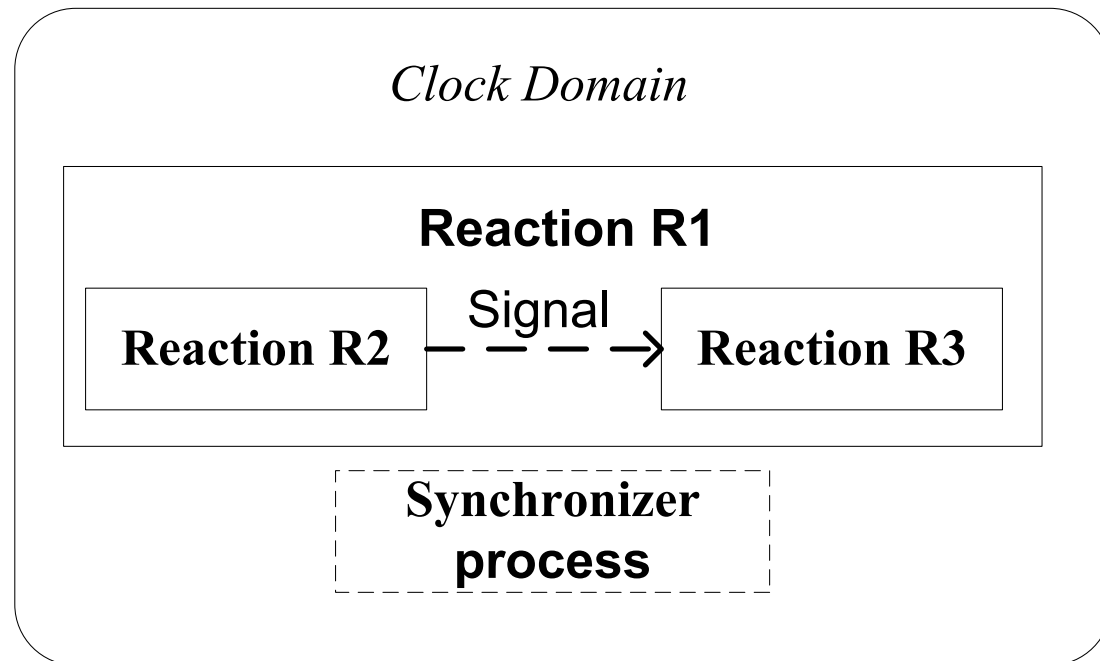 Clock Domain
Reaction R1
Signal
Reaction R2
Reaction R3
Synchronizer
process